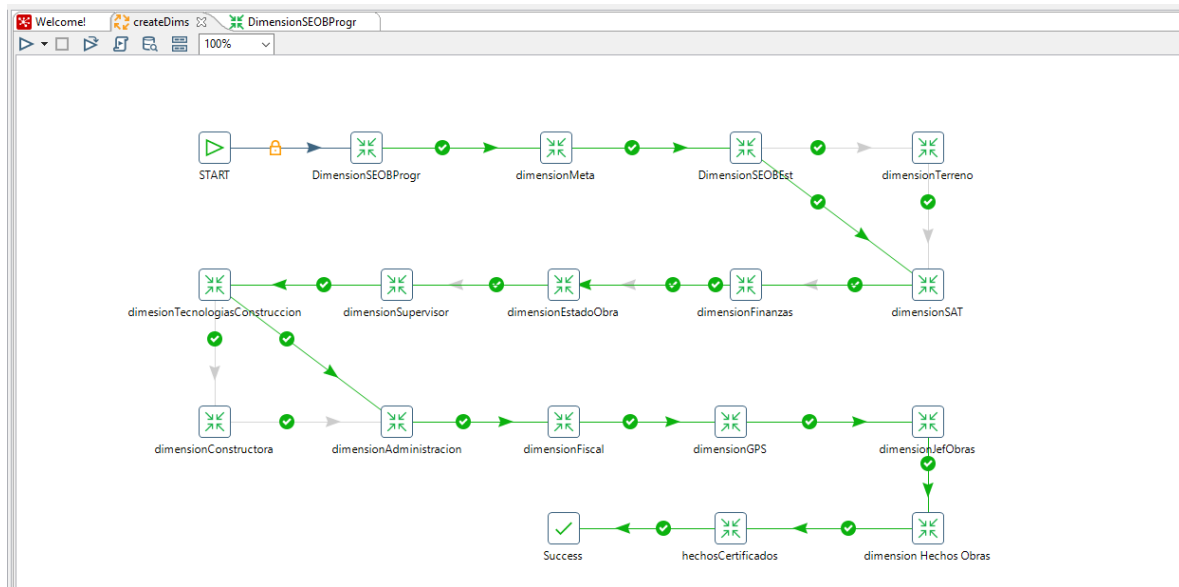 Welcome!
createDims
DimensionSEOBProgr
100%
START
DimensionSEOBProgr
dimensionMeta
DimensionSEOBEst
dimensionTerreno
dimesionTecnologiasConstruccion
dimensionSupervisor
dimensionEstadoObra
dimensionFinanzas
dimensionSAT
dimensionConstructora
dimensionAdministracion
dimensionFiscal
dimensionGPS
dimensionJefObras
Success
hechosCertificados
dimension Hechos Obras